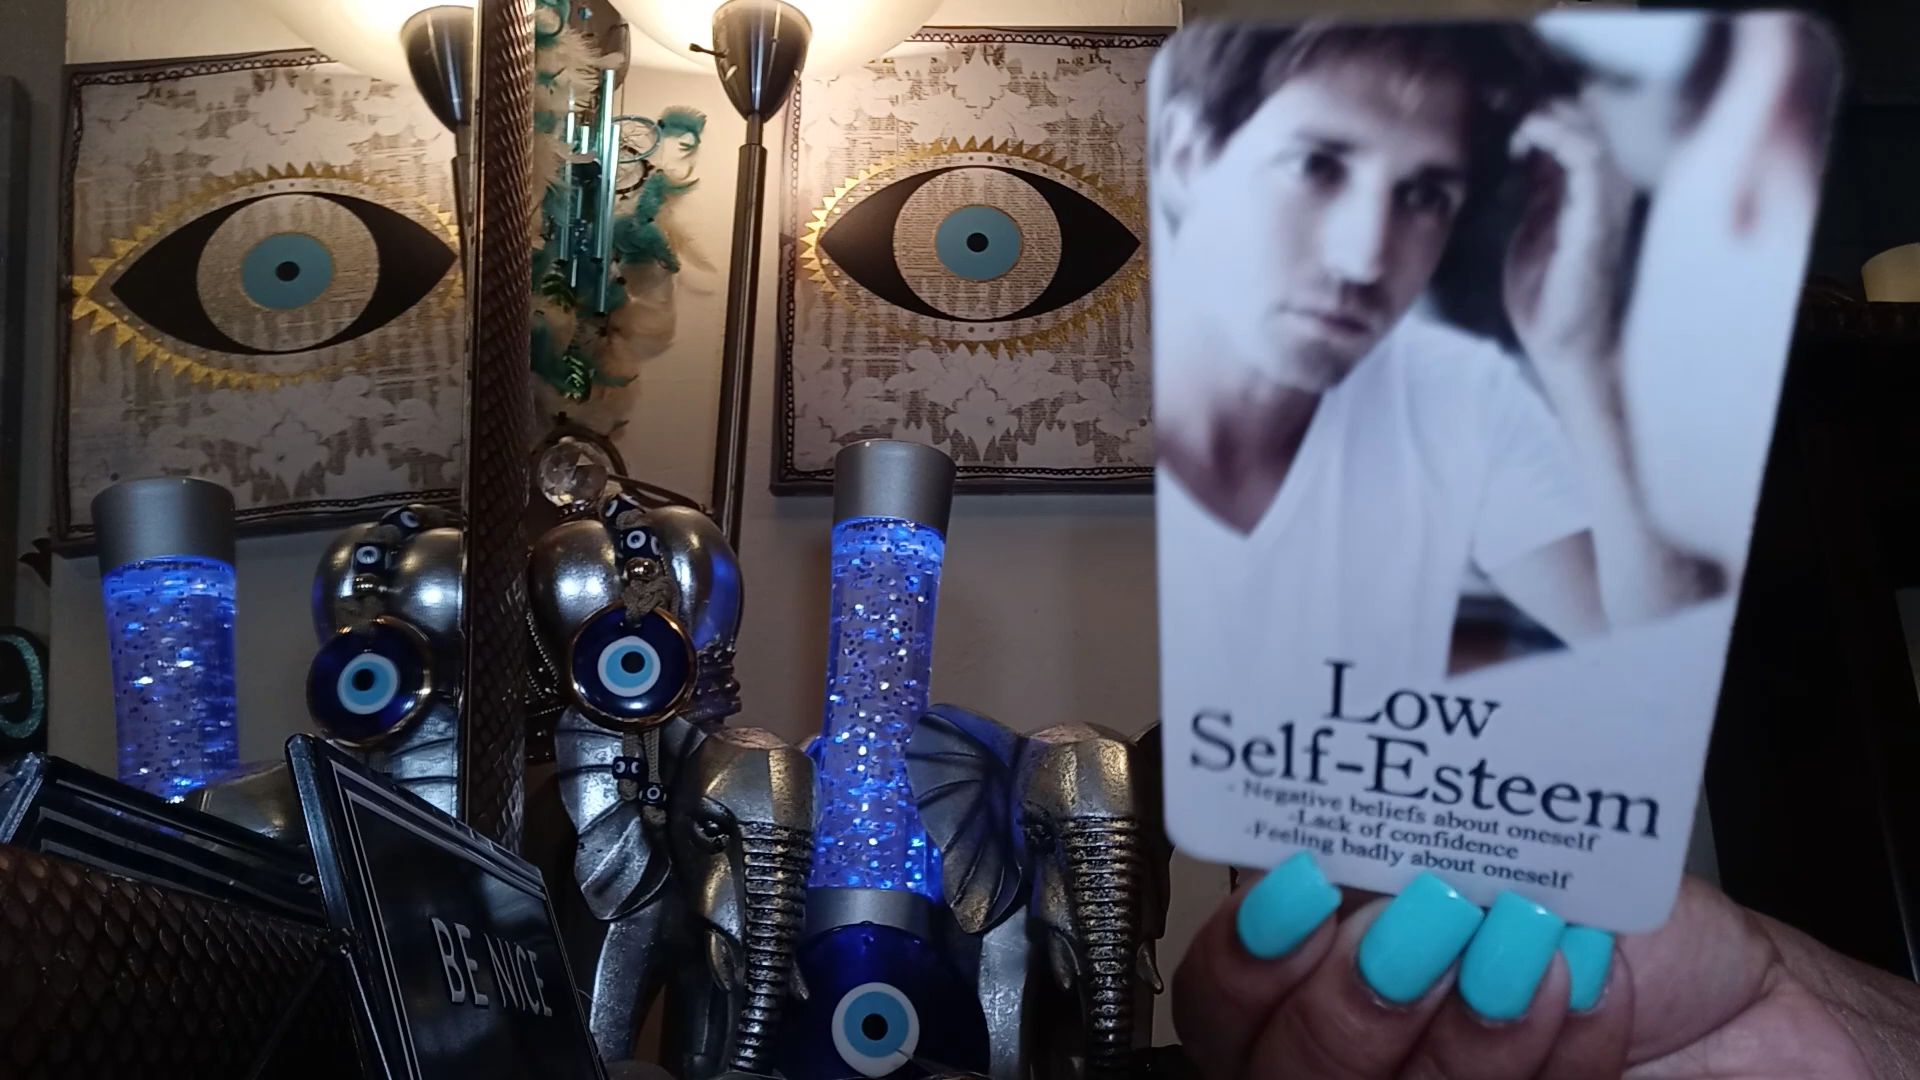 BE NICE
Low
Self-Esteem
- Negative beliefs about oneself
-Lack of confidence
-Feeling badly about oneself